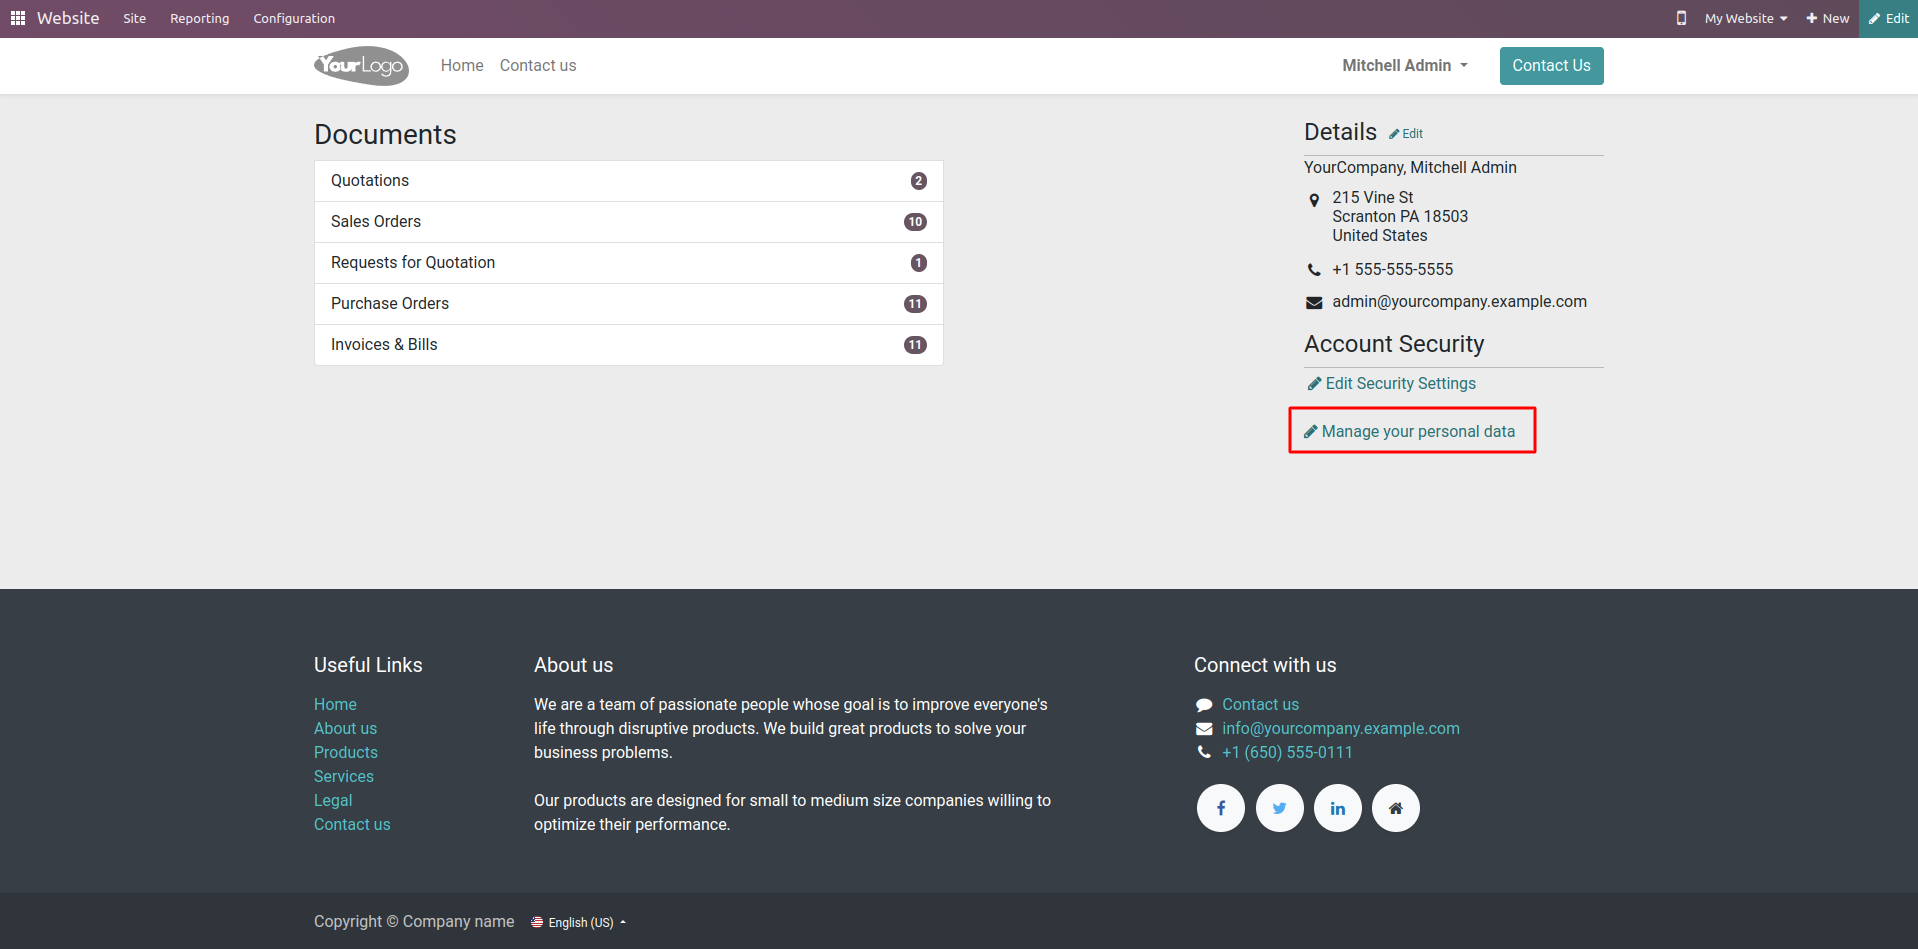 Website Site Reporting Configuration My Website New Edit
YourLogo Home Contact us Mitchell Admin Contact Us
Documents
Quotations 2
Sales Orders 10
Requests for Quotation 1
Purchase Orders 11
Invoices & Bills 11
Details Edit
YourCompany, Mitchell Admin
215 Vine St
Scranton PA 18503
United States
+1 555-555-5555
admin@yourcompany.example.com
Account Security
Edit Security Settings
Manage your personal data
Useful Links
Home
About us
Products
Services
Legal
Contact us
About us
We are a team of passionate people whose goal is to improve everyone's
life through disruptive products. We build great products to solve your
business problems.
Our products are designed for small to medium size companies willing to
optimize their performance.
Connect with us
Contact us
info@yourcompany.example.com
+1 (650) 555-0111
Copyright © Company name English (US)